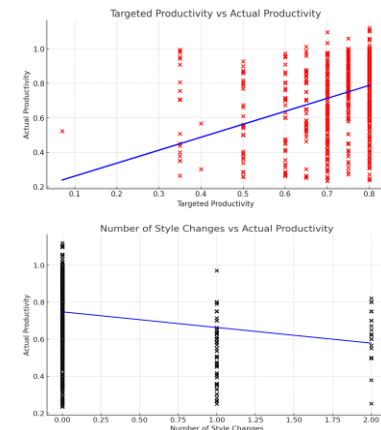 Targeted Productivity vs Actual Productivity
Actual Productivity
1.0
0.8
0.6
0.4
0.2
0.1 0.2 0.3 0.4 0.5 0.6 0.7 0.8
Targeted Productivity
Number of Style Changes vs Actual Productivity
Actual Productivity
1.0
0.8
0.6
0.4
0.2
0.00 0.25 0.50 0.75 1.00 1.25 1.50 1.75 2.00
Number of Style Changes